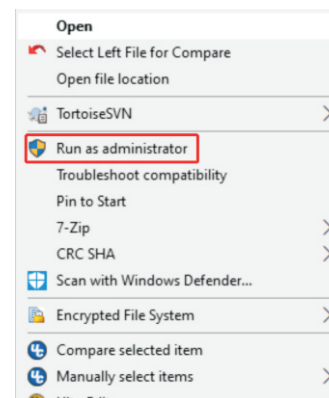 Open
Select Left File for Compare
Open file location
TortoiseSVN
Run as administrator
Troubleshoot compatibility
Pin to Start
7-Zip
CRC SHA
Scan with Windows Defender...
Encrypted File System
Compare selected item
Manually select items